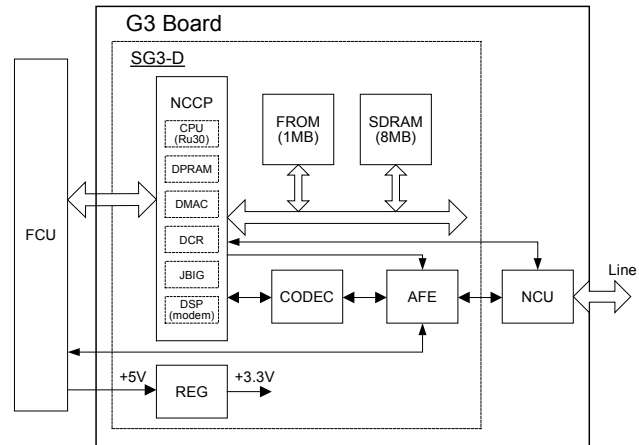 G3 Board
SG3-D
NCCP
CPU
(Ru30)
DPRAM
DMAC
DCR
JBIG
DSP
(modem)
FROM
(1MB)
SDRAM
(8MB)
FCU
CODEC
AFE
NCU
Line
+5V
REG
+3.3V